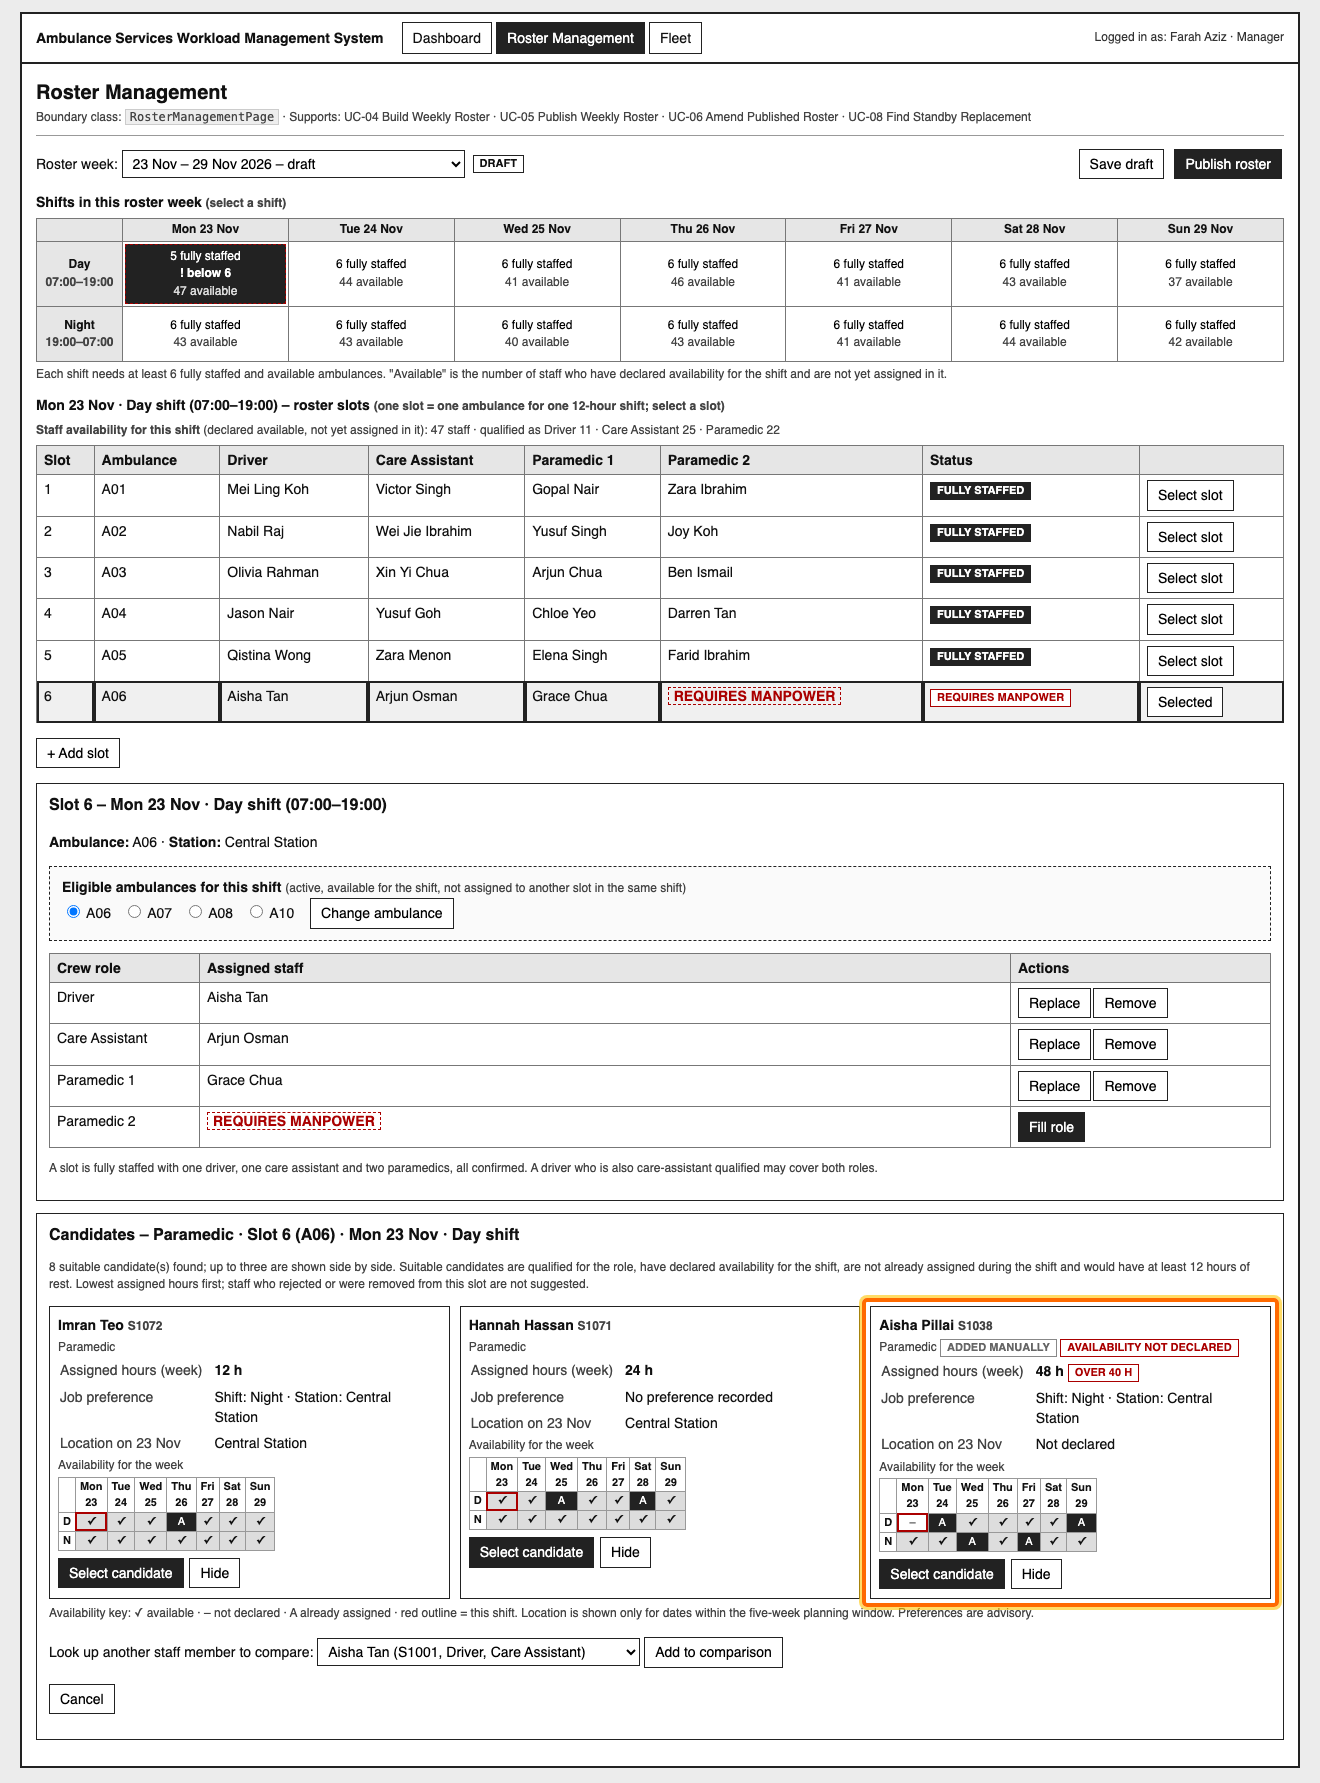 Ambulance Services Workload Management System Dashboard Roster Management Fleet Logged in as: Farah Aziz · Manager
Roster Management
Boundary class: RosterManagementPage · Supports: UC-04 Build Weekly Roster · UC-05 Publish Weekly Roster · UC-06 Amend Published Roster · UC-08 Find Standby Replacement
Roster week: 23 Nov – 29 Nov 2026 – draft DRAFT Save draft Publish roster
Shifts in this roster week (select a shift)
Mon 23 Nov Tue 24 Nov Wed 25 Nov Thu 26 Nov Fri 27 Nov Sat 28 Nov Sun 29 Nov
Day 07:00–19:00 5 fully staffed ! below 6 47 available 6 fully staffed 44 available 6 fully staffed 41 available 6 fully staffed 46 available 6 fully staffed 41 available 6 fully staffed 43 available 6 fully staffed 37 available
Night 19:00–07:00 6 fully staffed 43 available 6 fully staffed 43 available 6 fully staffed 40 available 6 fully staffed 43 available 6 fully staffed 41 available 6 fully staffed 44 available 6 fully staffed 42 available
Each shift needs at least 6 fully staffed and available ambulances. "Available" is the number of staff who have declared availability for the shift and are not yet assigned in it.
Mon 23 Nov · Day shift (07:00–19:00) – roster slots (one slot = one ambulance for one 12-hour shift; select a slot)
Staff availability for this shift (declared available, not yet assigned in it): 47 staff · qualified as Driver 11 · Care Assistant 25 · Paramedic 22
Slot Ambulance Driver Care Assistant Paramedic 1 Paramedic 2 Status
1 A01 Mei Ling Koh Victor Singh Gopal Nair Zara Ibrahim FULLY STAFFED Select slot
2 A02 Nabil Raj Wei Jie Ibrahim Yusuf Singh Joy Koh FULLY STAFFED Select slot
3 A03 Olivia Rahman Xin Yi Chua Arjun Chua Ben Ismail FULLY STAFFED Select slot
4 A04 Jason Nair Yusuf Goh Chloe Yeo Darren Tan FULLY STAFFED Select slot
5 A05 Qistina Wong Zara Menon Elena Singh Farid Ibrahim FULLY STAFFED Select slot
6 A06 Aisha Tan Arjun Osman Grace Chua REQUIRES MANPOWER REQUIRES MANPOWER Selected
+ Add slot
Slot 6 – Mon 23 Nov · Day shift (07:00–19:00)
Ambulance: A06 · Station: Central Station
Eligible ambulances for this shift (active, available for the shift, not assigned to another slot in the same shift)
A06 A07 A08 A10 Change ambulance
Crew role Assigned staff Actions
Driver Aisha Tan Replace Remove
Care Assistant Arjun Osman Replace Remove
Paramedic 1 Grace Chua Replace Remove
Paramedic 2 REQUIRES MANPOWER Fill role
A slot is fully staffed with one driver, one care assistant and two paramedics, all confirmed. A driver who is also care-assistant qualified may cover both roles.
Candidates – Paramedic · Slot 6 (A06) · Mon 23 Nov · Day shift
8 suitable candidate(s) found; up to three are shown side by side. Suitable candidates are qualified for the role, have declared availability for the shift, are not already assigned during the shift and would have at least 12 hours of
rest. Lowest assigned hours first; staff who rejected or were removed from this slot are not suggested.
Imran Teo S1072
Paramedic
Assigned hours (week) 12 h
Job preference Shift: Night · Station: Central
Station
Location on 23 Nov Central Station
Availability for the week
Mon 23 Tue 24 Wed 25 Thu 26 Fri 27 Sat 28 Sun 29
D ✓ ✓ ✓ A ✓ ✓ ✓
N ✓ ✓ ✓ ✓ ✓ ✓ ✓
Select candidate Hide
Hannah Hassan S1071
Paramedic
Assigned hours (week) 24 h
Job preference No preference recorded
Location on 23 Nov Central Station
Availability for the week
Mon 23 Tue 24 Wed 25 Thu 26 Fri 27 Sat 28 Sun 29
D ✓ ✓ A ✓ ✓ A ✓
N ✓ ✓ ✓ ✓ ✓ ✓ ✓
Select candidate Hide
Aisha Pillai S1038
Paramedic ADDED MANUALLY AVAILABILITY NOT DECLARED
Assigned hours (week) 48 h OVER 40 H
Job preference Shift: Night · Station: Central
Station
Location on 23 Nov Not declared
Availability for the week
Mon 23 Tue 24 Wed 25 Thu 26 Fri 27 Sat 28 Sun 29
D – A ✓ ✓ ✓ ✓ A
N ✓ ✓ A ✓ A ✓ ✓
Select candidate Hide
Availability key: ✓ available · – not declared · A already assigned · red outline = this shift. Location is shown only for dates within the five-week planning window. Preferences are advisory.
Look up another staff member to compare: Aisha Tan (S1001, Driver, Care Assistant) Add to comparison
Cancel